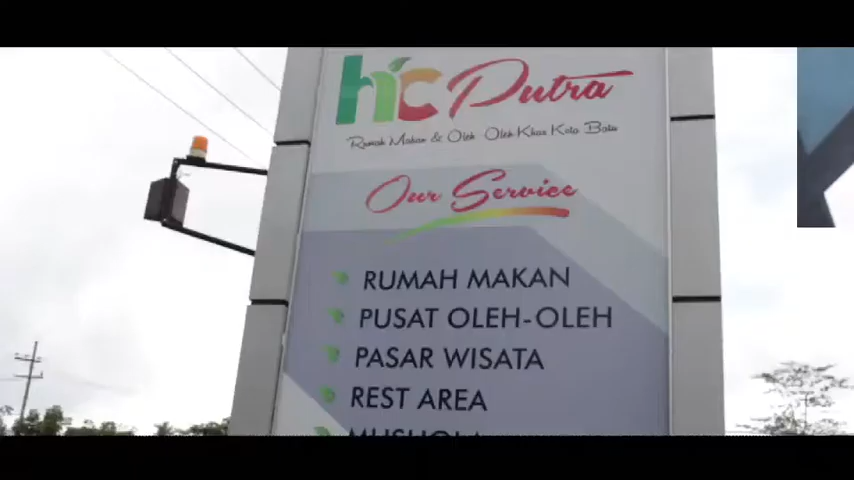 hc Putra
Rumah Makan & Oleh - Oleh Khas Kota Batu
Our Service
RUMAH MAKAN
PUSAT OLEH-OLEH
PASAR WISATA
REST AREA
MUSHOLA